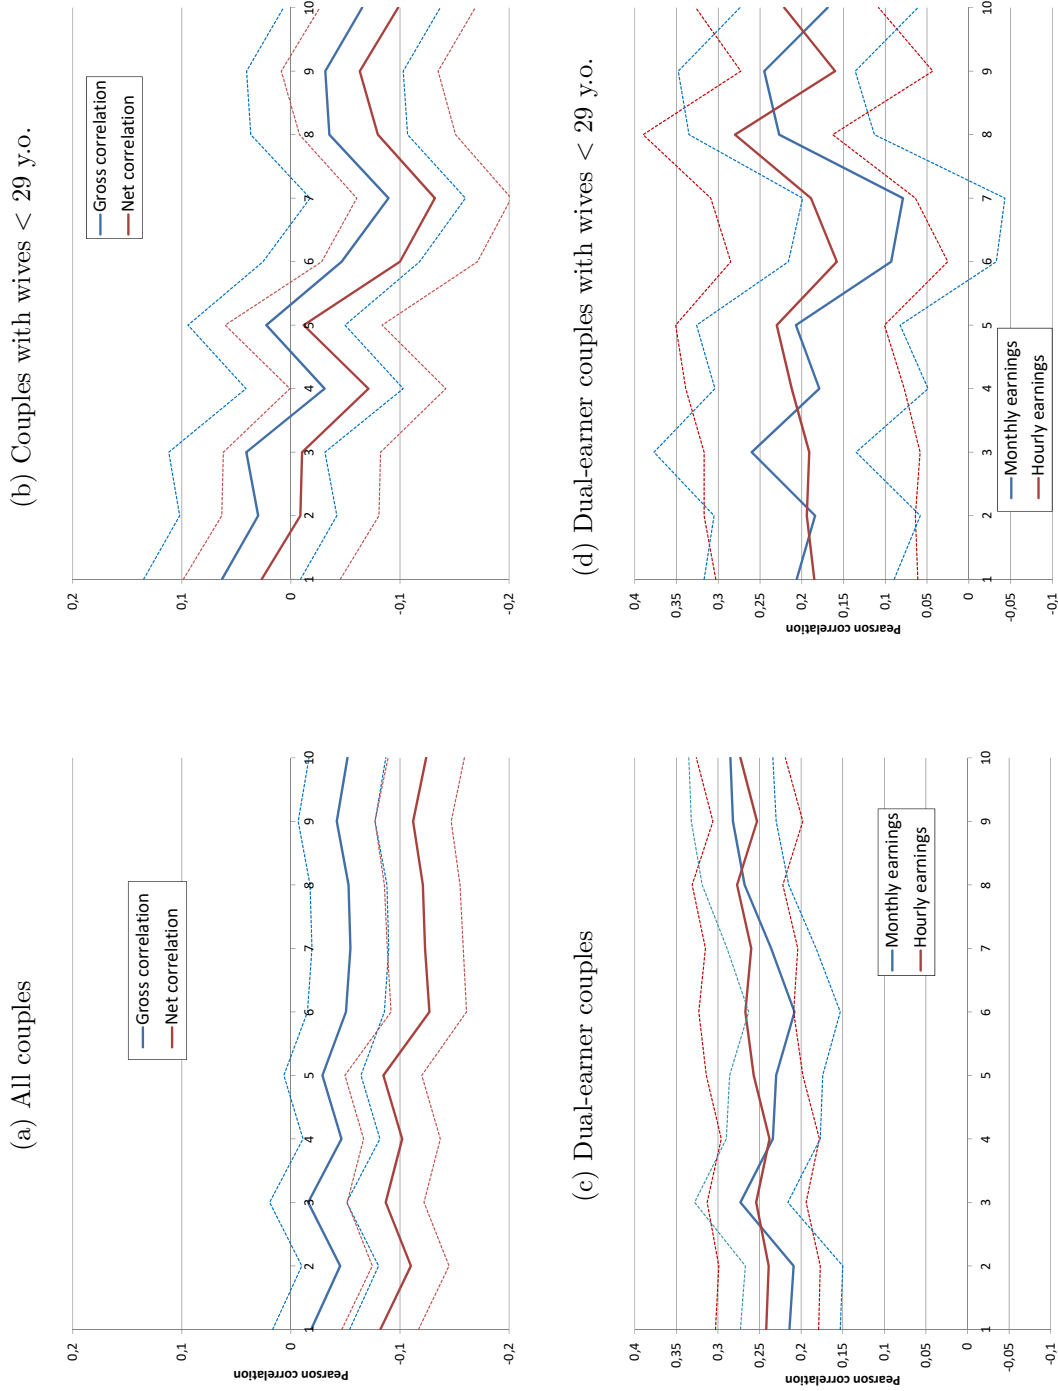 (a) All couples
0,2
0,1
0
-0,1
-0,2
1 2 3 4 5 6 7 8 9 10
Pearson correlation
Gross correlation
Net correlation
(b) Couples with wives < 29 y.o.
0,2
0,1
0
-0,1
-0,2
1 2 3 4 5 6 7 8 9 10
Gross correlation
Net correlation
(c) Dual-earner couples
0,4
0,35
0,3
0,25
0,2
0,15
0,1
0,05
0
-0,05
-0,1
1 2 3 4 5 6 7 8 9 10
Pearson correlation
Monthly earnings
Hourly earnings
(d) Dual-earner couples with wives < 29 y.o.
0,4
0,35
0,3
0,25
0,2
0,15
0,1
0,05
0
-0,05
-0,1
1 2 3 4 5 6 7 8 9 10
Pearson correlation
Monthly earnings
Hourly earnings